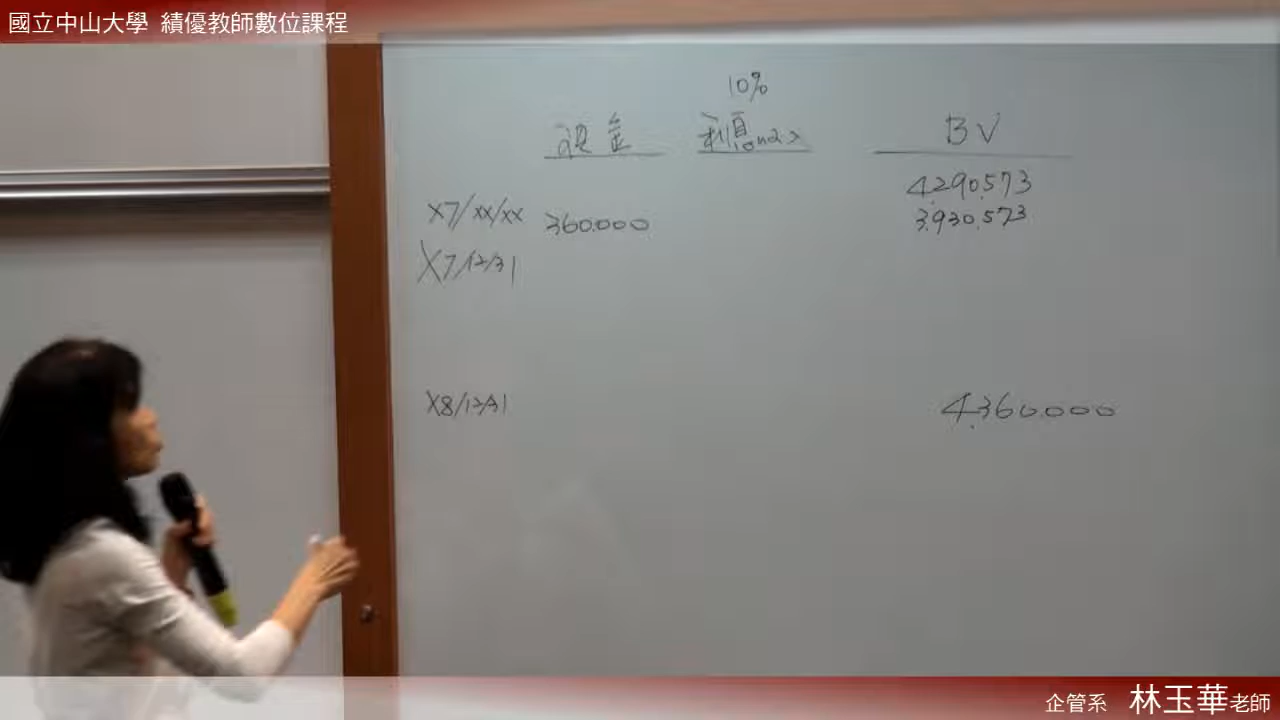 國立中山大學 績優教師數位課程
10%
現金 利息 BV
4,290,573
X7/XX/XX 360,000 3,930,573
X7/12/31
X8/12/31 4,360,000
企管系 林玉華老師